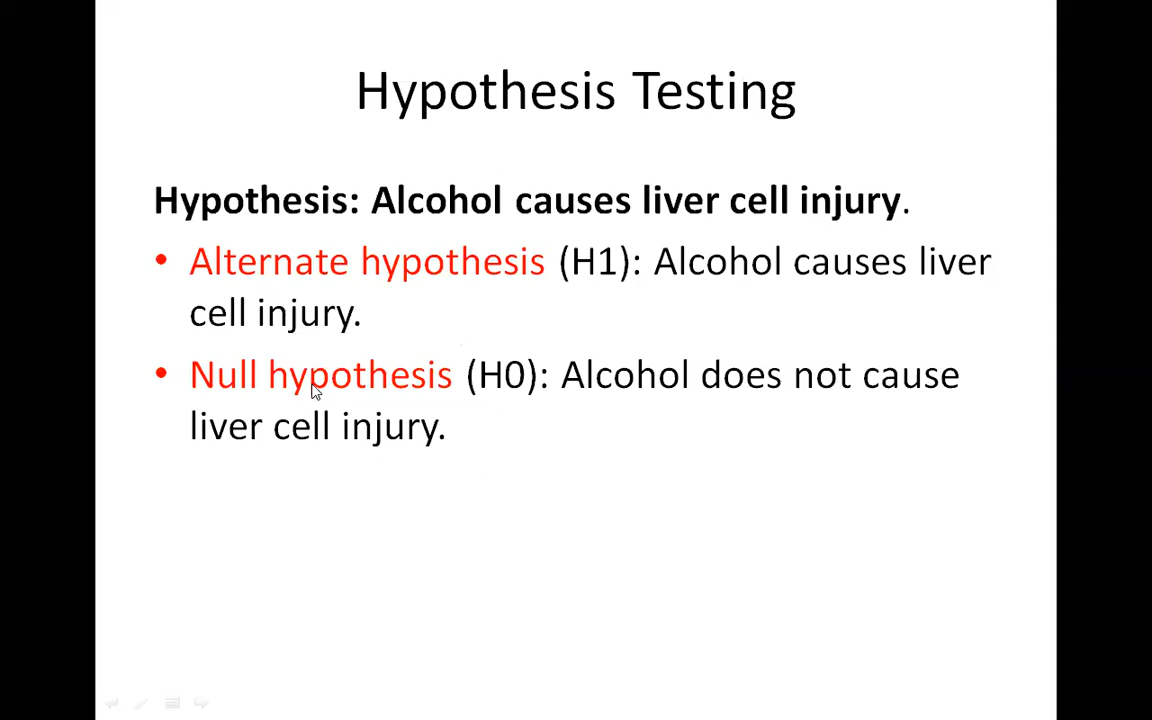 Hypothesis Testing
Hypothesis: Alcohol causes liver cell injury.
• Alternate hypothesis (H1): Alcohol causes liver
cell injury.
• Null hypothesis (H0): Alcohol does not cause
liver cell injury.